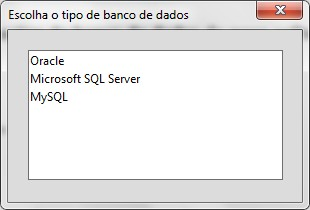 Escolha o tipo de banco de dados
Oracle
Microsoft SQL Server
MySQL